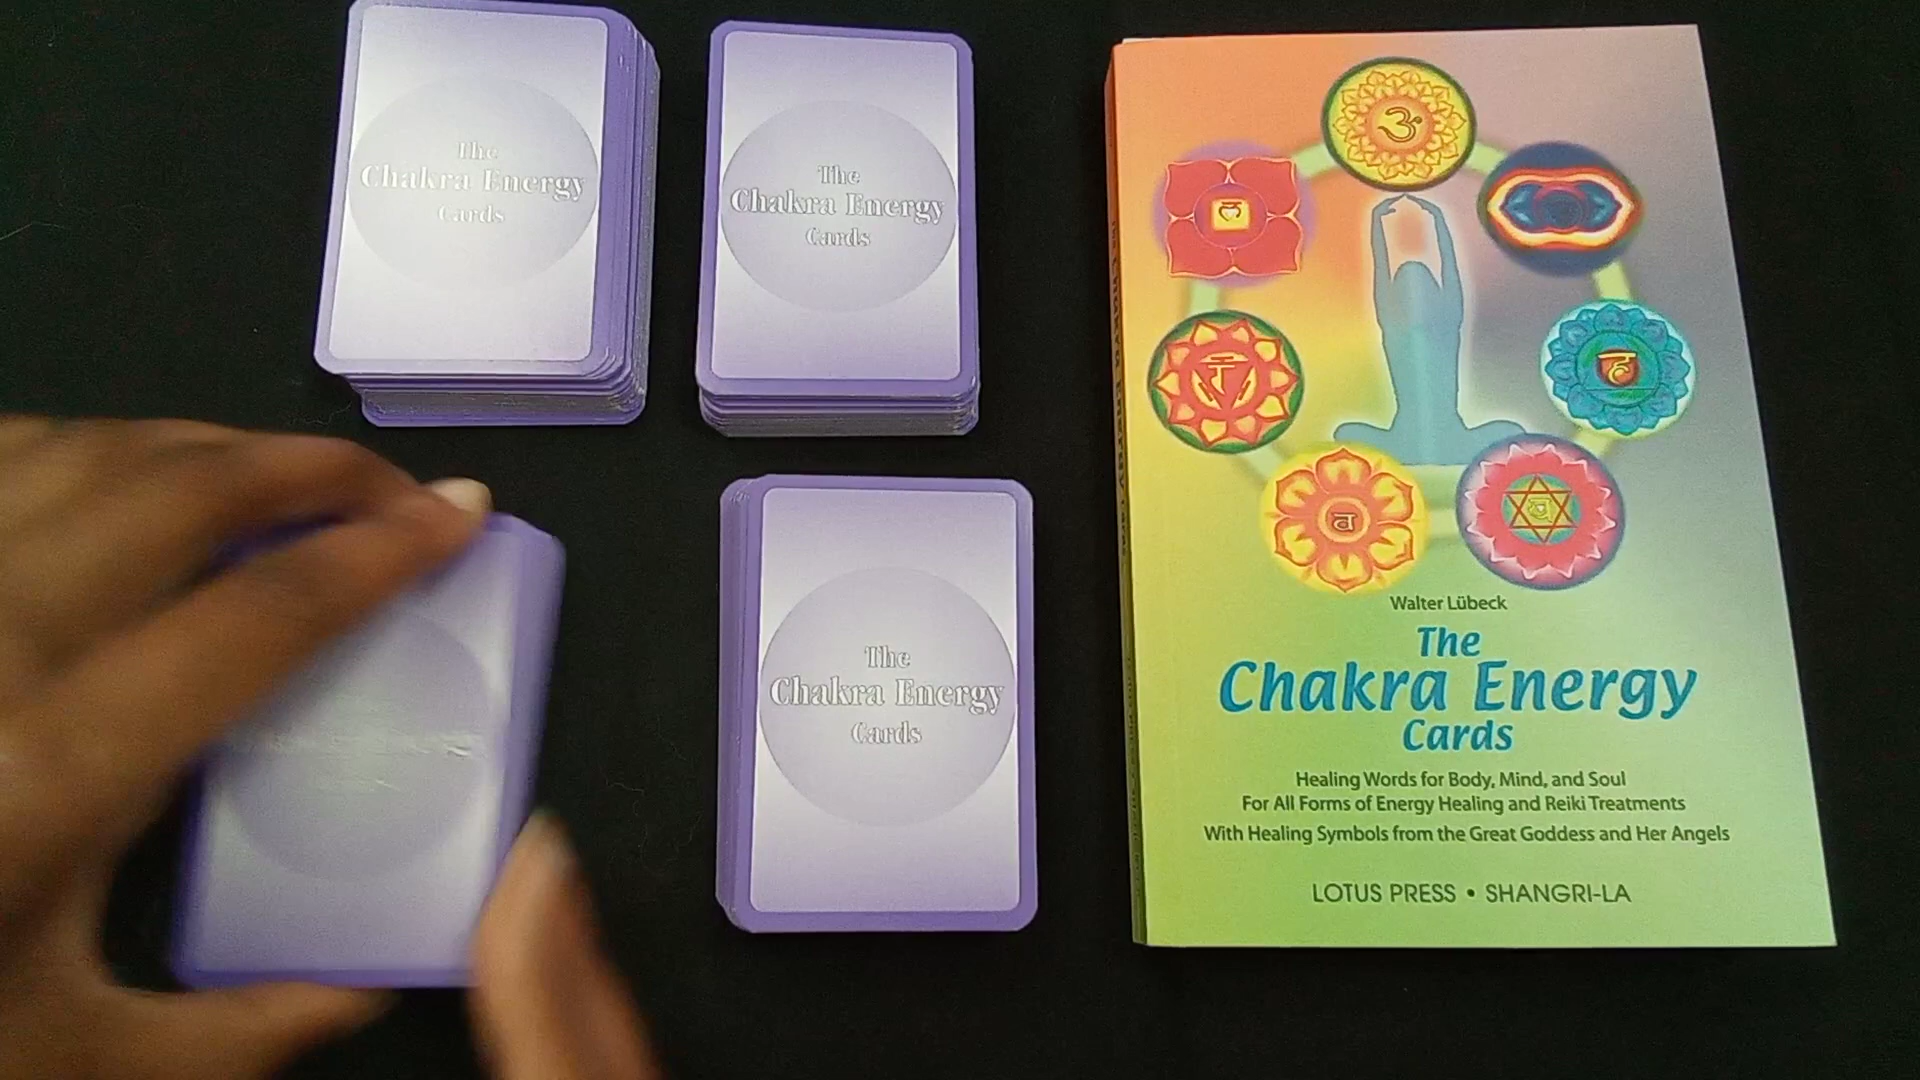 The
Chakra Energy
Cards
The
Chakra Energy
Cards
The
Chakra Energy
Cards
ॐ
लं
रं
हं
वं
यं
Walter Lübeck
The
Chakra Energy
Cards
Healing Words for Body, Mind, and Soul
For All Forms of Energy Healing and Reiki Treatments
With Healing Symbols from the Great Goddess and Her Angels
LOTUS PRESS • SHANGRI-LA